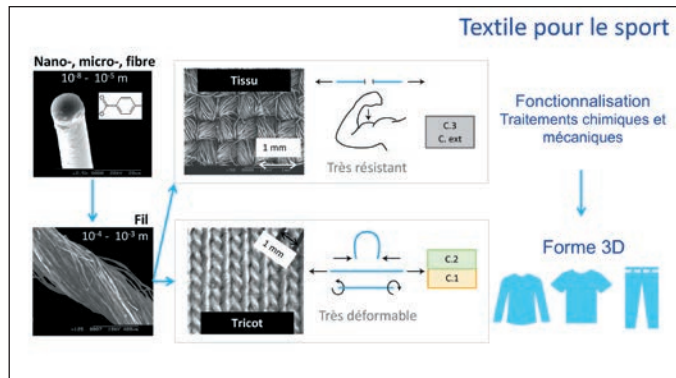 Textile pour le sport
Nano-, micro-, fibre
10⁻⁸ - 10⁻⁵ m
Tissu
1 mm
C.3
C. ext
Très résistant
Fonctionnalisation
Traitements chimiques et
mécaniques
Fil
10⁻⁴ - 10⁻³ m
1 mm
Tricot
C.2
C.1
Très déformable
Forme 3D